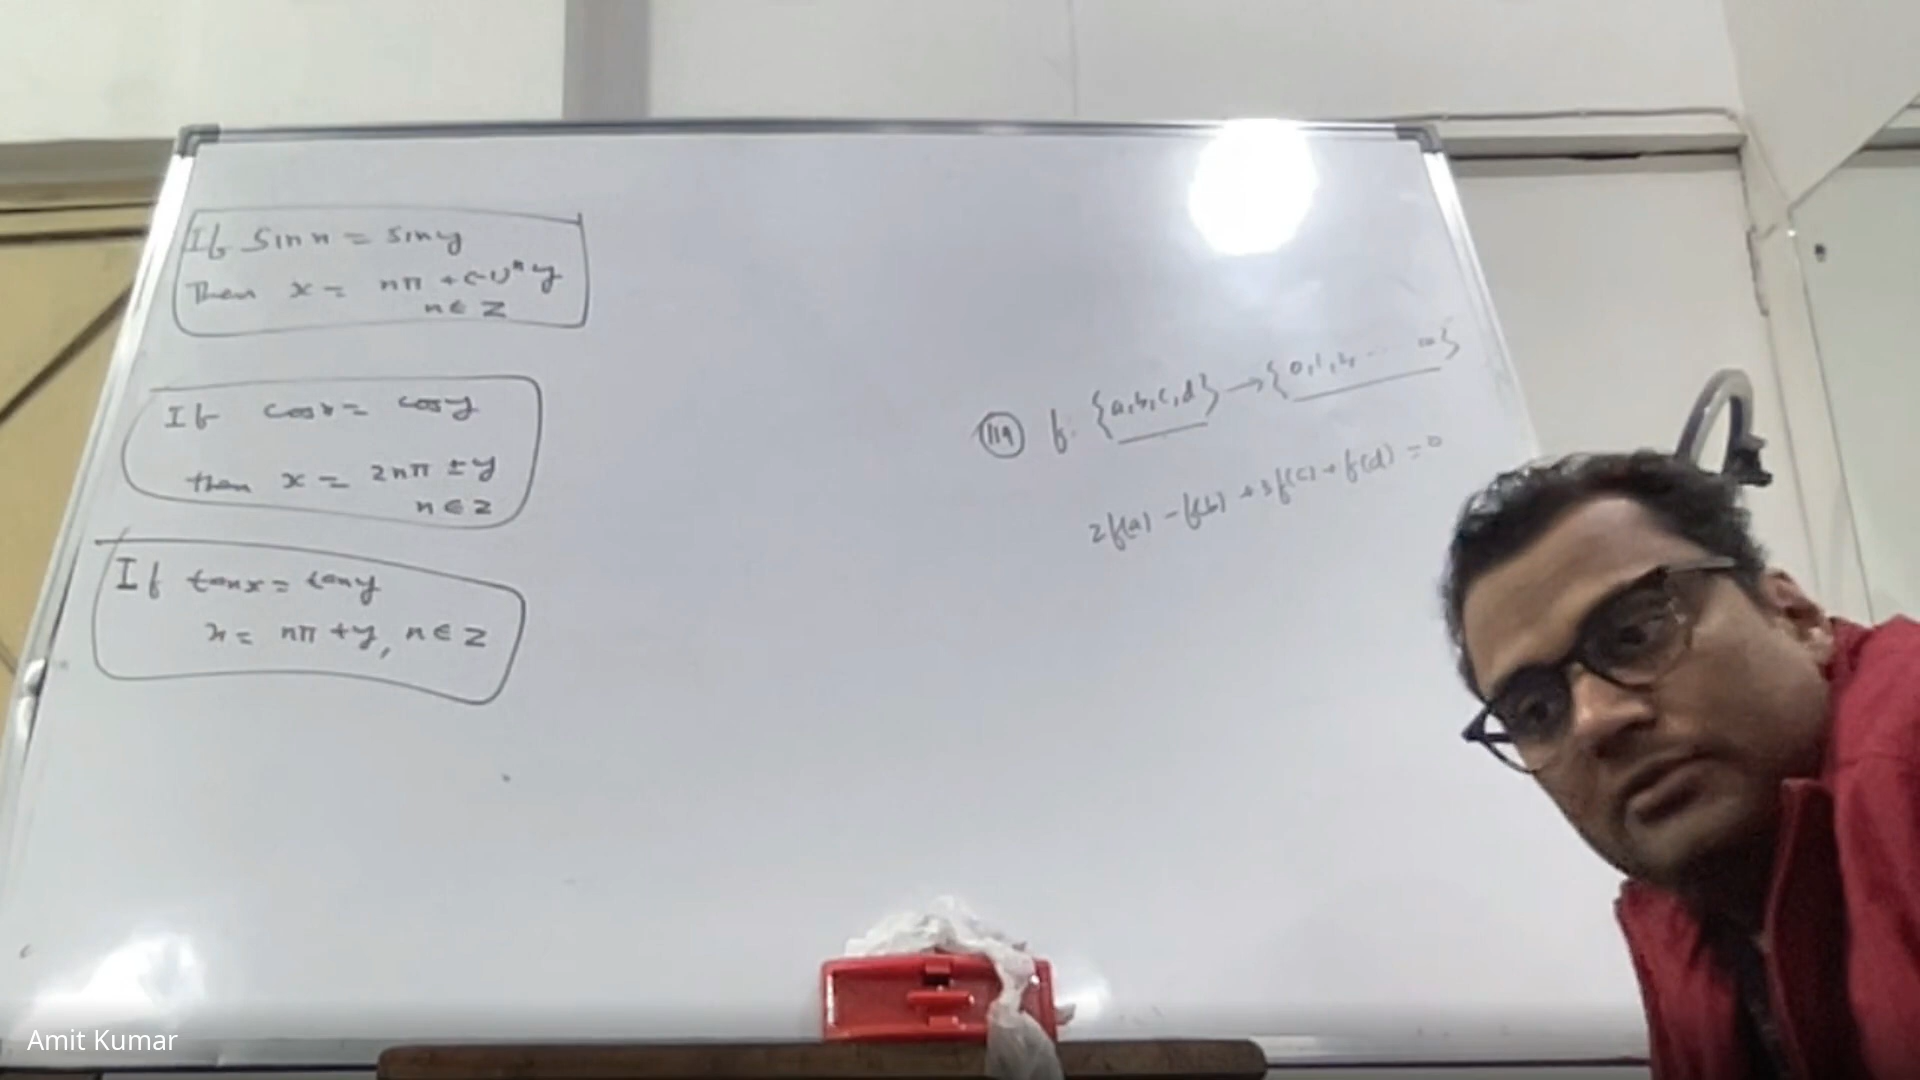 If sin x = sin y
Then x = nπ + (-1)ⁿ y
n ∈ Z
If cos x = cos y
then x = 2nπ ± y
n ∈ Z
If tan x = tan y
x = nπ + y, n ∈ Z
119 f: {a,b,c,d} → {0,1,2, ... 10}
2f(a) - f(b) + 3f(c) + f(d) = 0
Amit Kumar